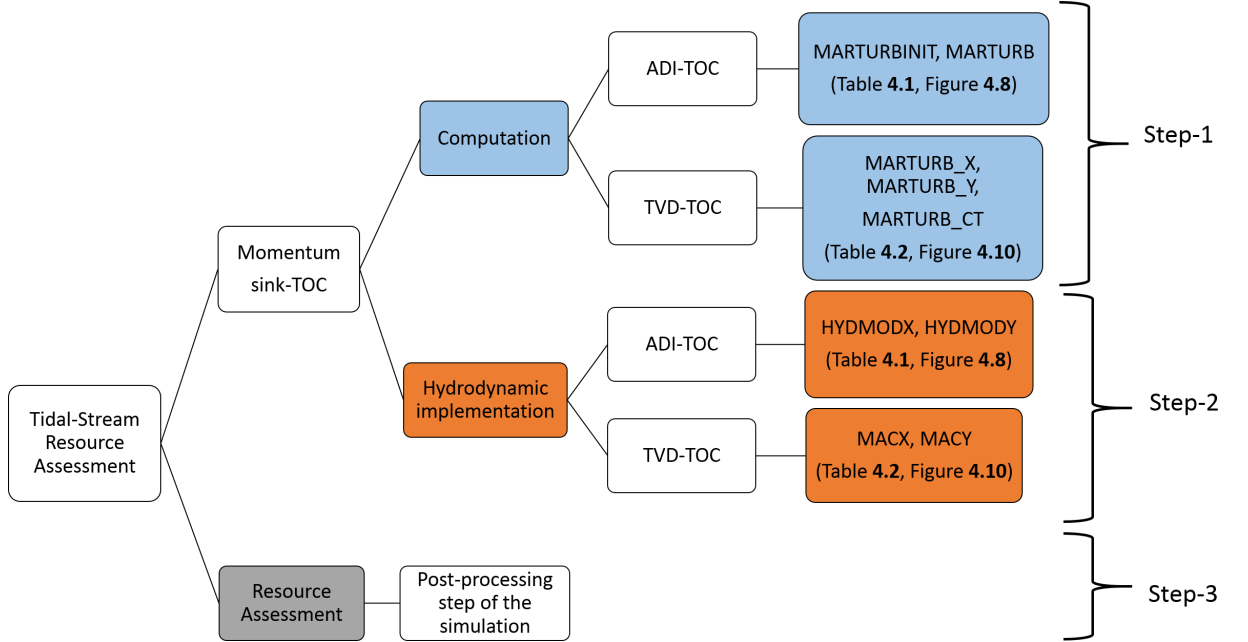 ADI-TOC
MARTURBINIT, MARTURB
(Table 4.1, Figure 4.8)
Computation
Step-1
TVD-TOC
MARTURB_X,
MARTURB_Y,
MARTURB_CT
(Table 4.2, Figure 4.10)
Momentum
sink-TOC
ADI-TOC
HYDMODX, HYDMODY
(Table 4.1, Figure 4.8)
Hydrodynamic
implementation
Step-2
TVD-TOC
MACX, MACY
(Table 4.2, Figure 4.10)
Tidal-Stream
Resource
Assessment
Resource
Assessment
Post-processing
step of the
simulation
Step-3